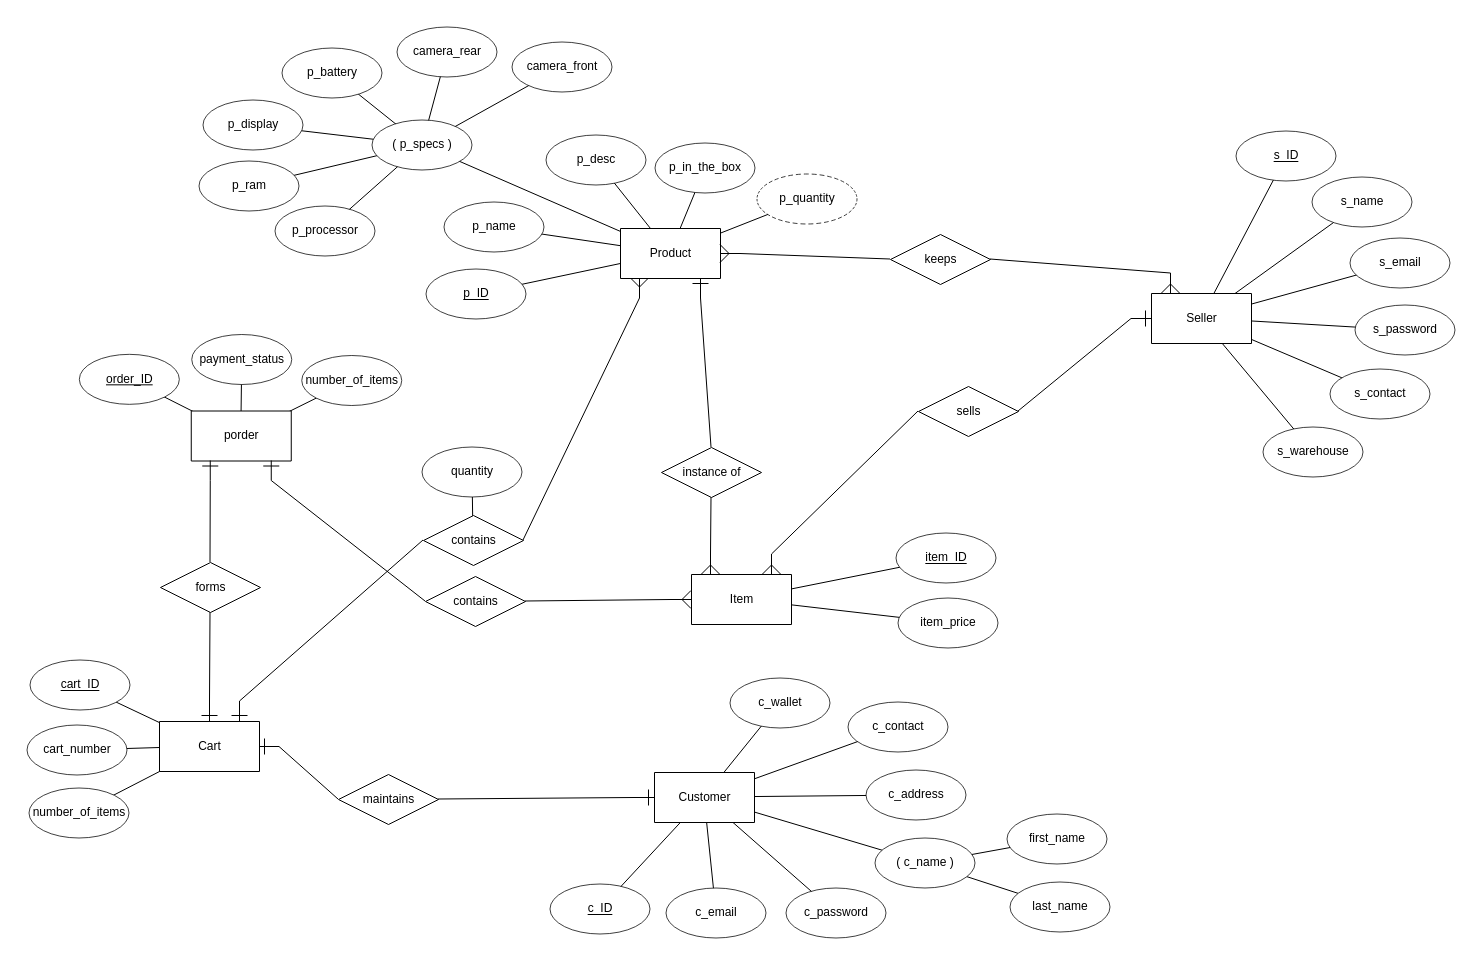 camera_rear
camera_front
p_battery
p_display
( p_specs )
p_ram
p_processor
p_desc
p_in_the_box
p_quantity
p_name
Product
p_ID
keeps
s_ID
s_name
s_email
Seller
s_password
s_contact
s_warehouse
sells
order_ID
payment_status
number_of_items
porder
quantity
instance of
contains
contains
forms
Item
item_ID
item_price
cart_ID
cart_number
Cart
number_of_items
maintains
c_wallet
c_contact
Customer
c_address
( c_name )
first_name
last_name
c_ID
c_email
c_password